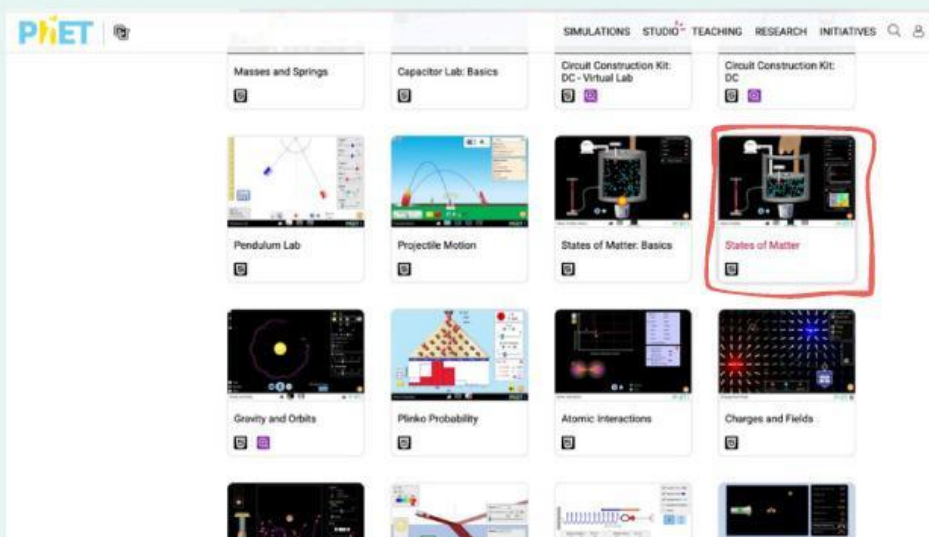 PhET
SIMULATIONS STUDIO TEACHING RESEARCH INITIATIVES
Masses and Springs
Capacitor Lab: Basics
Circuit Construction Kit:
DC - Virtual Lab
Circuit Construction Kit:
DC
Pendulum Lab
Projectile Motion
States of Matter: Basics
States of Matter
Gravity and Orbits
Plinko Probability
Atomic Interactions
Charges and Fields